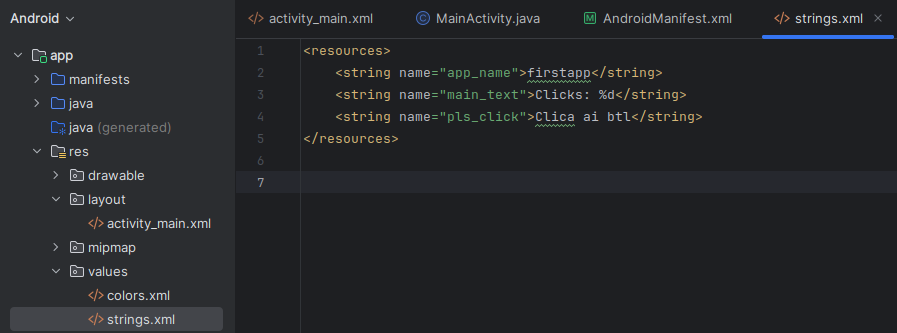 Android
app
manifests
java
java (generated)
res
drawable
layout
activity_main.xml
mipmap
values
colors.xml
strings.xml
activity_main.xml MainActivity.java AndroidManifest.xml strings.xml
1 <resources>
2 <string name="app_name">firstapp</string>
3 <string name="main_text">Clicks: %d</string>
4 <string name="pls_click">Clica ai btl</string>
5 </resources>
6
7